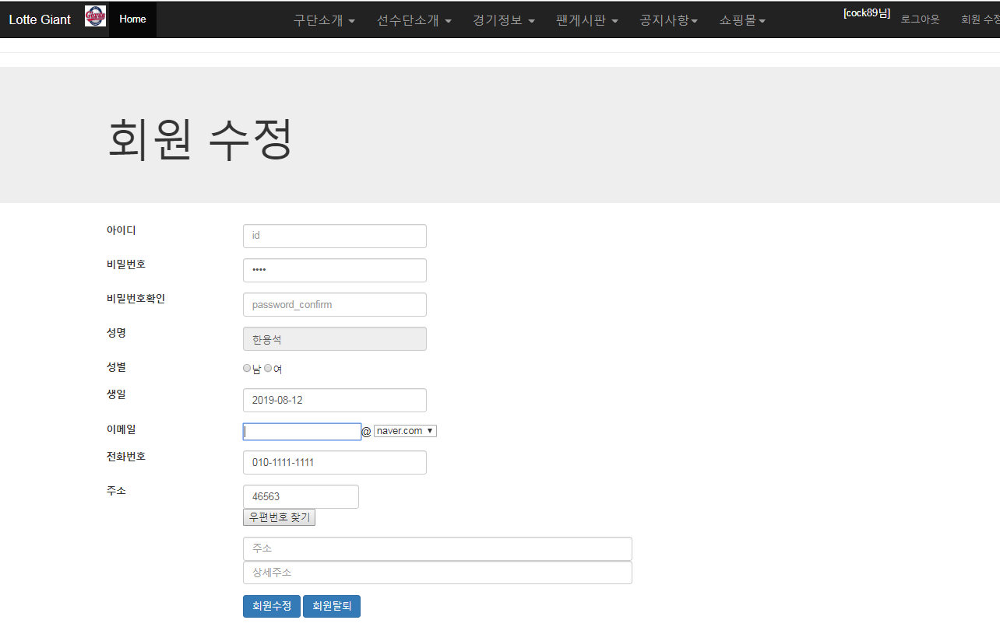 Lotte Giant Giants Home 구단소개 선수단소개 경기정보 팬게시판 공지사항 쇼핑몰 [cock89님] 로그아웃 회원 수정
회원 수정
아이디 id
비밀번호 ••••
비밀번호확인 password_confirm
성명 한용석
성별 남 여
생일 2019-08-12
이메일 @ naver.com
전화번호 010-1111-1111
주소 46563
우편번호 찾기
주소
상세주소
회원수정 회원탈퇴